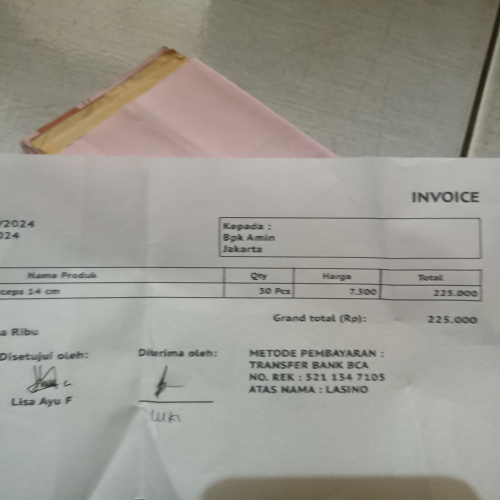 INVOICE
/2024
024
Kepada :
Bpk Amin
Jakarta
Nama Produk Qty Harga Total
ceps 14 cm 30 Pcs 7.500 225.000
Grand total (Rp): 225.000
a Ribu
Disetujui oleh: Diterima oleh: METODE PEMBAYARAN :
TRANSFER BANK BCA
NO. REK : 521 134 7105
ATAS NAMA : LASINO
Lisa Ayu F